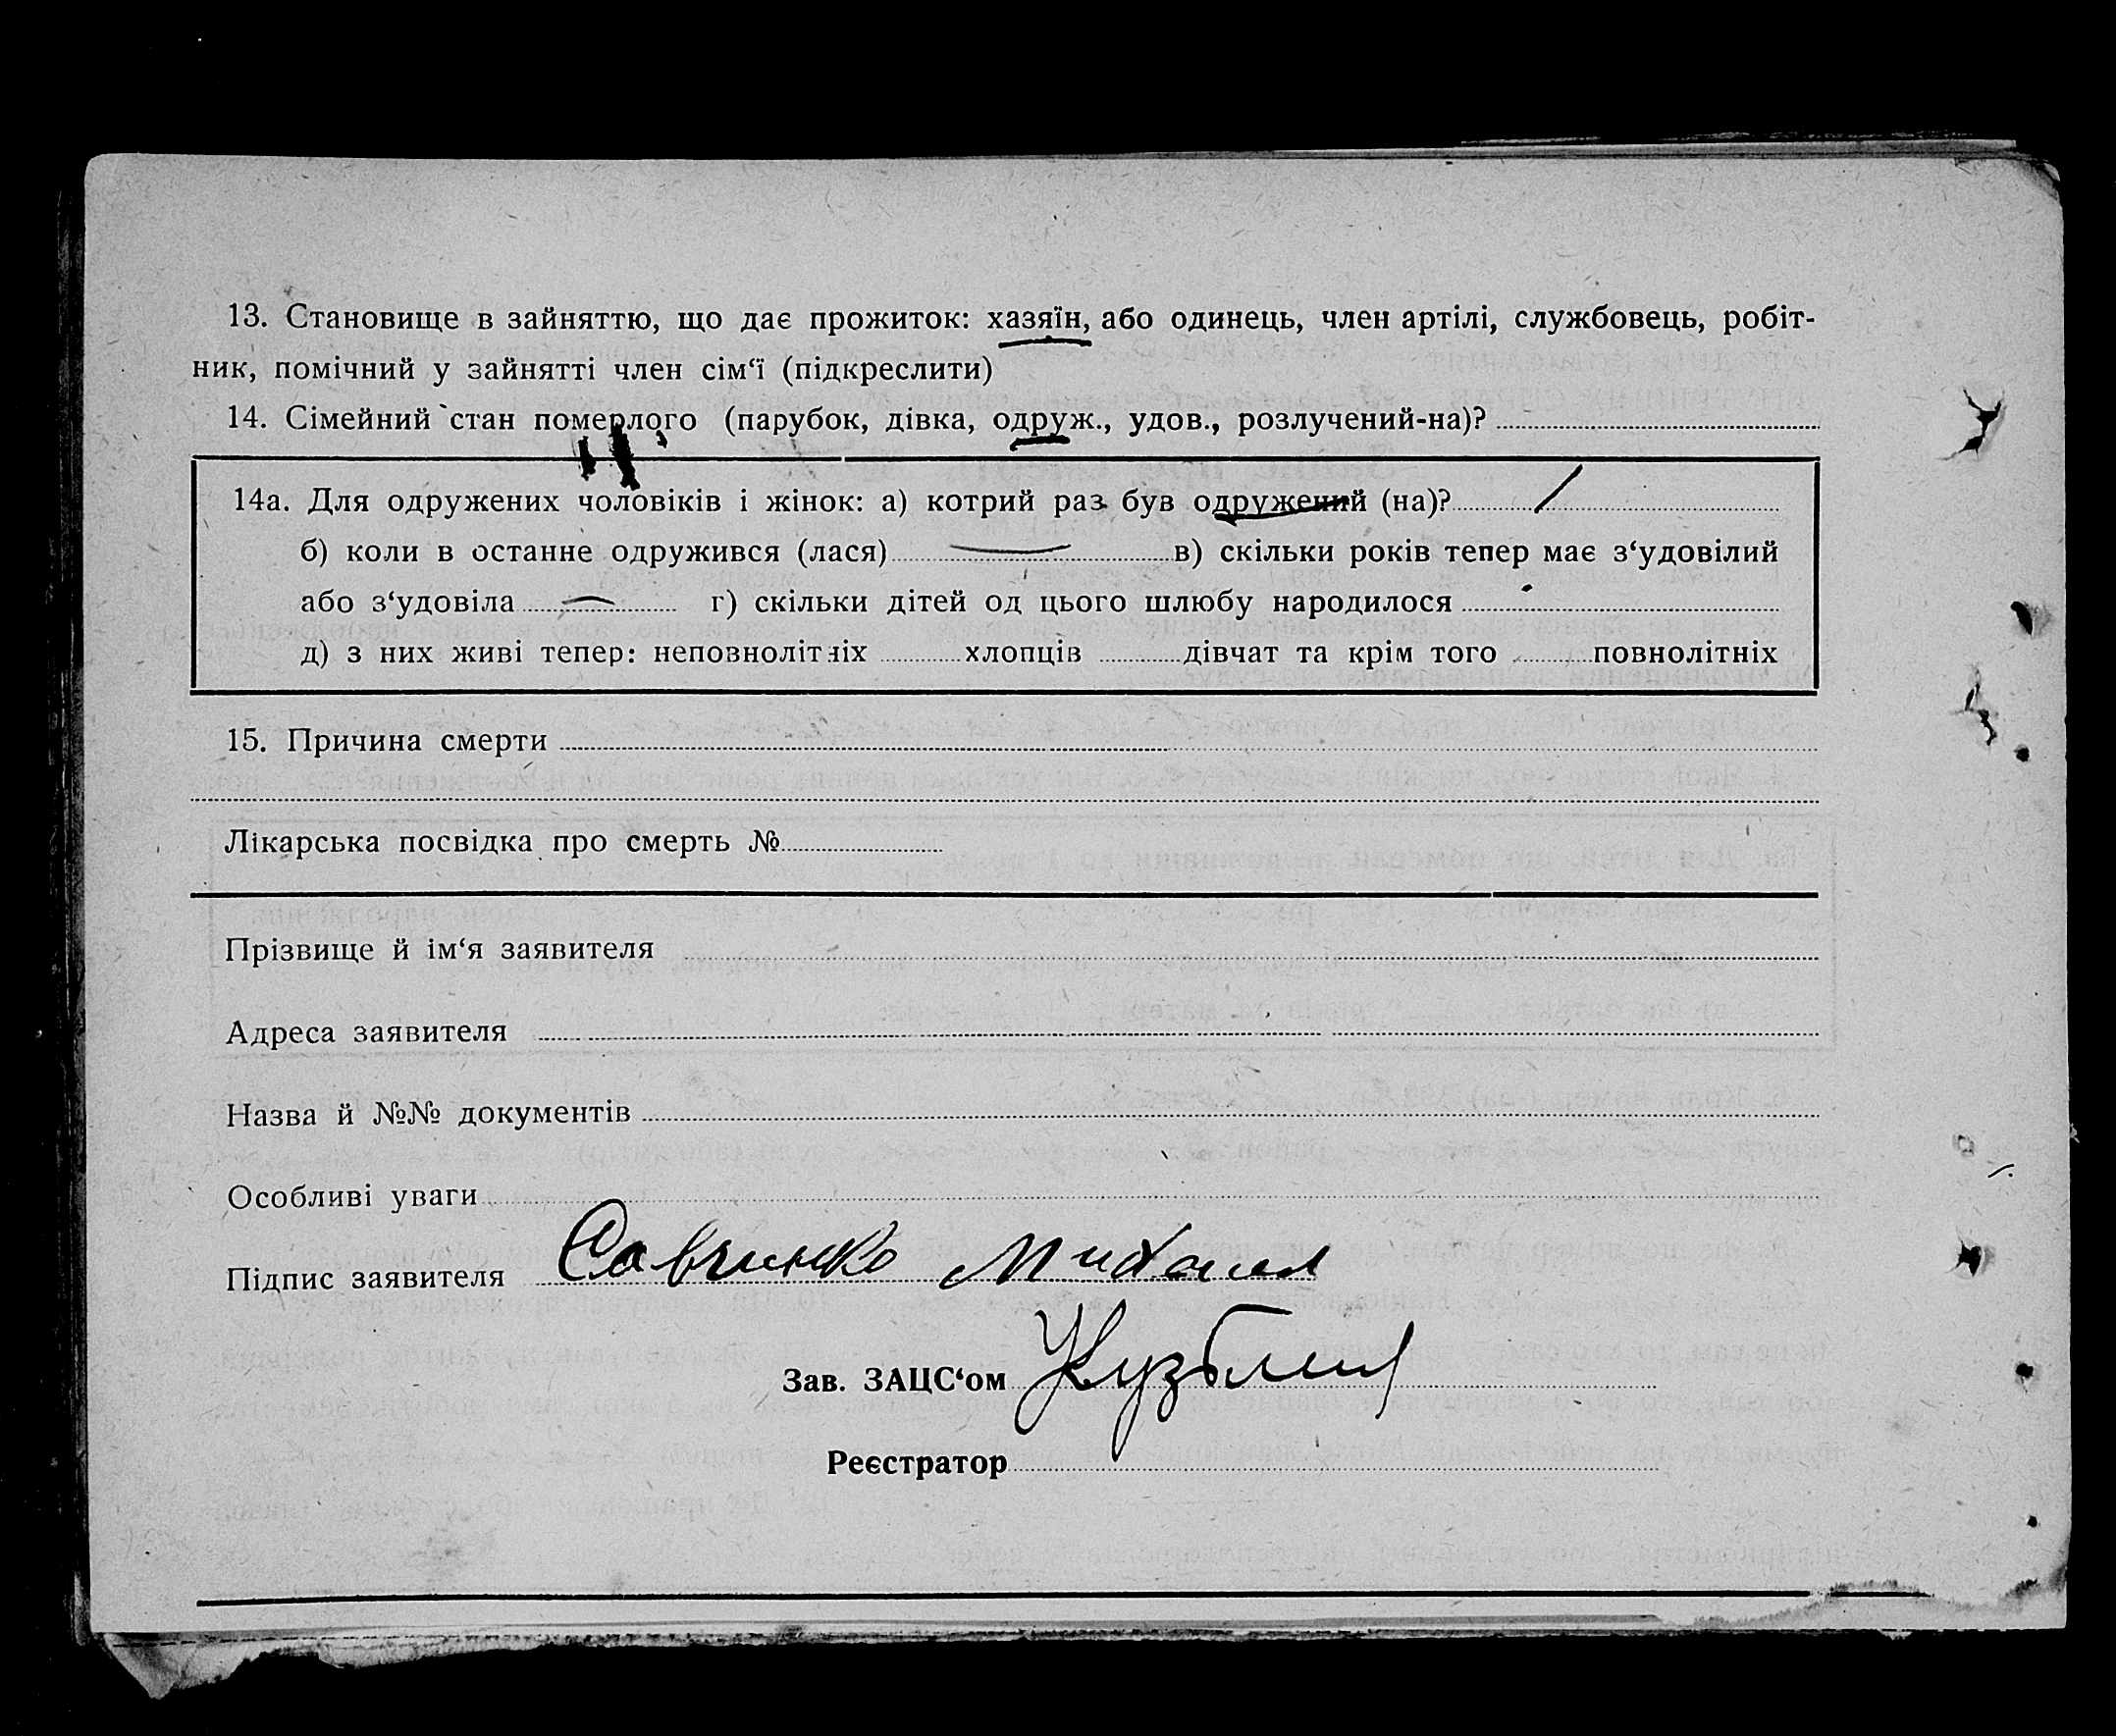 13. Становище в зайняттю, що дає прожиток: хазяїн, або одинець, член артілі, службовець, робіт-
ник, помічний у зайнятті член сім‘ї (підкреслити)
14. Сімейний стан померлого (парубок, дівка, одруж., удов., розлучений-на)?
14а. Для одружених чоловіків і жінок: а) котрий раз був одружений (на)?
б) коли в останнє одружився (лася) в) скільки років тепер має з‘удовілий
або з‘удовіла г) скільки дітей од цього шлюбу народилося
д) з них живі тепер: неповнолітніх хлопців дівчат та крім того повнолітніх
15. Причина смерти
Лікарська посвідка про смерть №
Прізвище й ім‘я заявителя
Адреса заявителя
Назва й №№ документів
Особливі уваги
Підпис заявителя Савчинко Михаил
Зав. ЗАЦС‘ом
Реєстратор